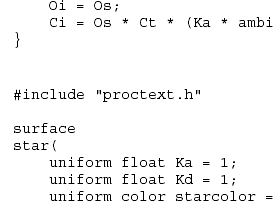 Oi = Os;
Ci = Os * Ct * (Ka * ambi
}
#include "proctext.h"
surface
star(
uniform float Ka = 1;
uniform float Kd = 1;
uniform color starcolor =